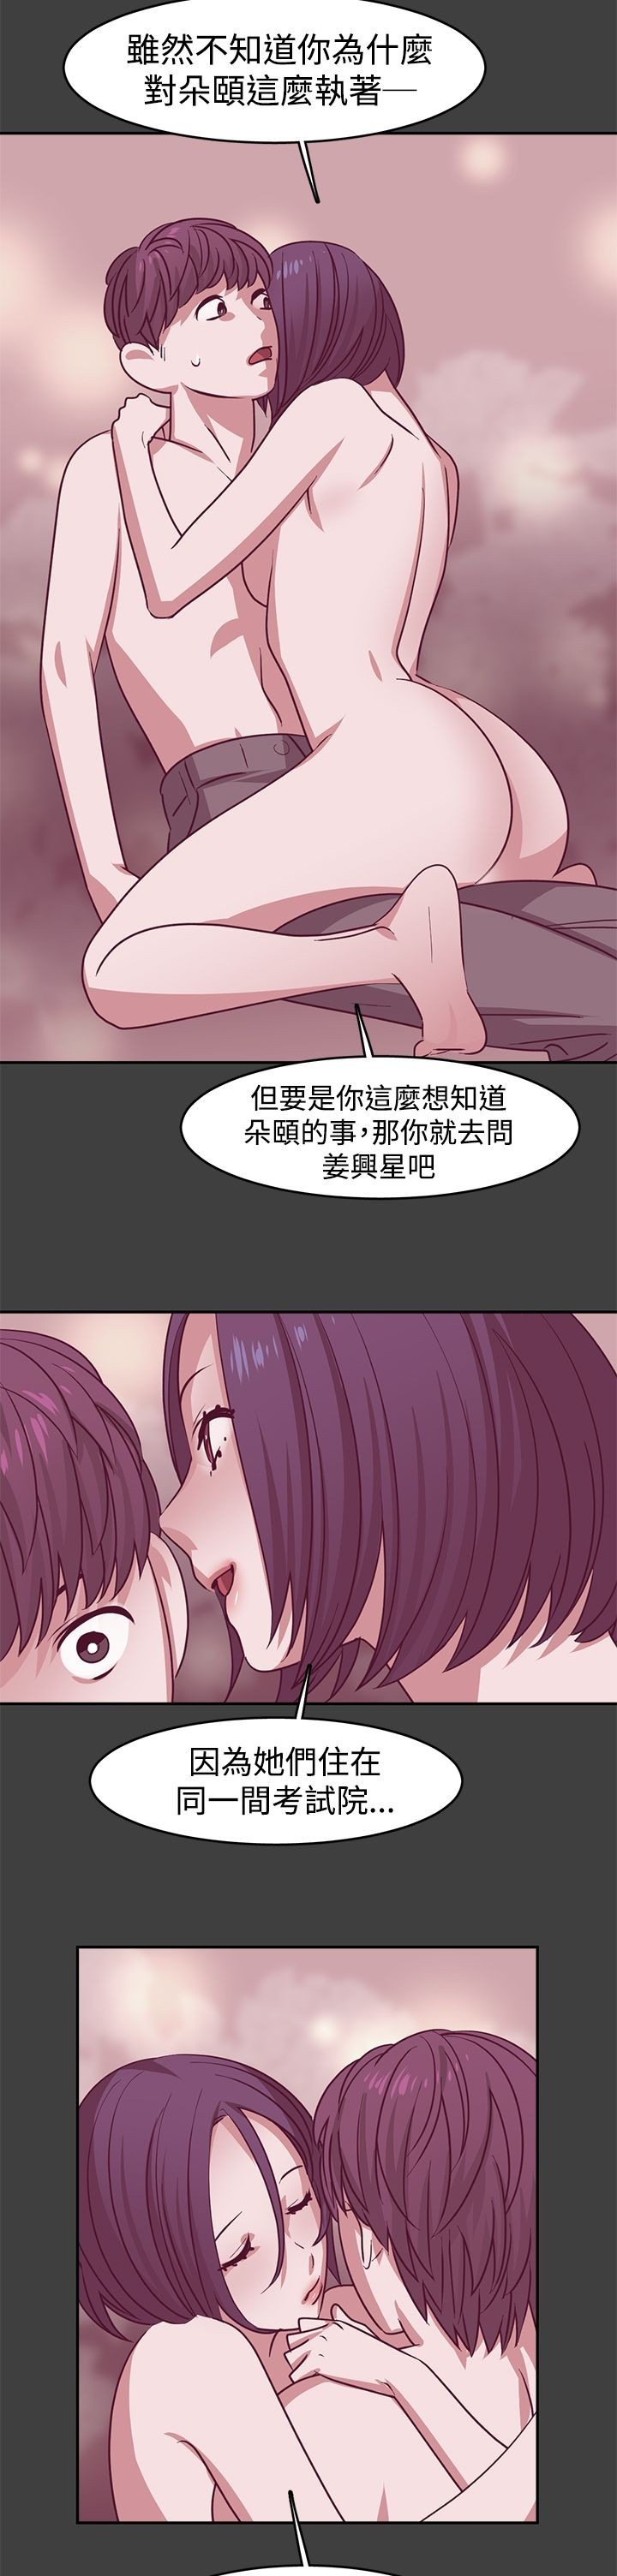 雖然不知道你為什麼
對朵頤這麼執著—
但要是你這麼想知道
朵頤的事，那你就去問
姜興星吧
因為她們住在
同一間考試院…